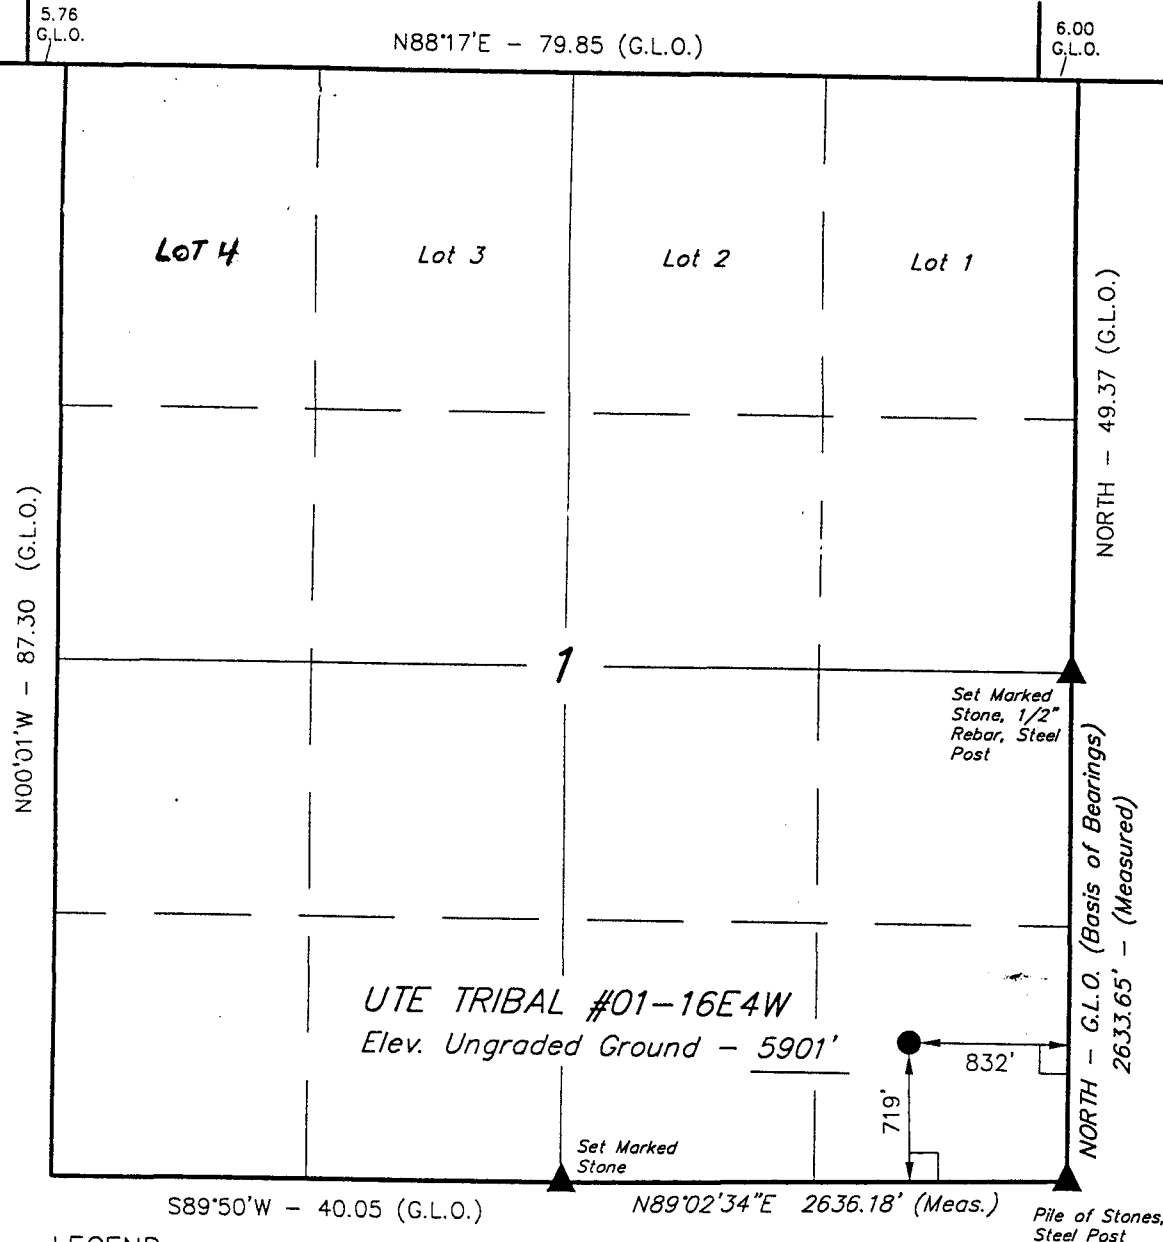 5.76
G.L.O.
N88°17'E - 79.85 (G.L.O.)
6.00
G.L.O.
LOT 4
Lot 3
Lot 2
Lot 1
NORTH - 49.37 (G.L.O.)
N00°01'W - 87.30 (G.L.O.)
1
Set Marked
Stone, 1/2"
Rebar, Steel
Post
NORTH - G.L.O. (Basis of Bearings)
2633.65' - (Measured)
UTE TRIBAL #01-16E4W
Elev. Ungraded Ground - 5901'
832'
719'
Set Marked
Stone
S89°50'W - 40.05 (G.L.O.)
N89°02'34"E 2636.18' (Meas.)
Pile of Stones,
Steel Post
LEGEND